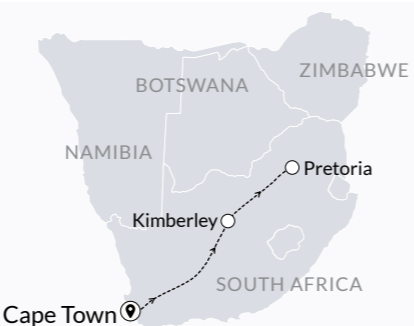 ZIMBABWE
BOTSWANA
NAMIBIA
Pretoria
Kimberley
SOUTH AFRICA
Cape Town